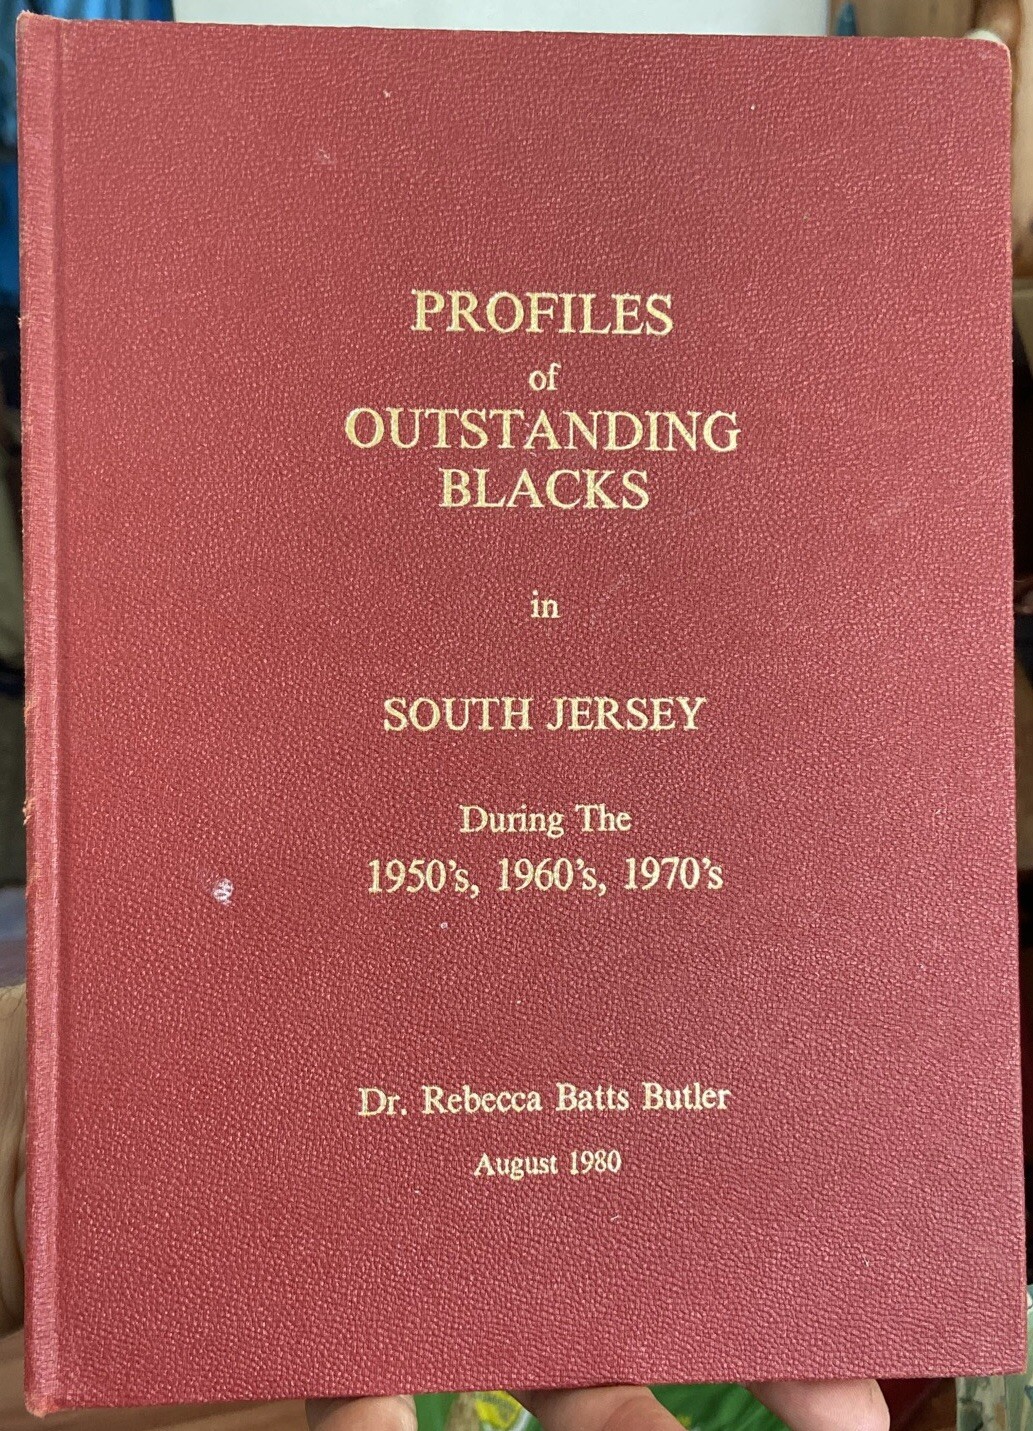 PROFILES
of
OUTSTANDING
BLACKS
in
SOUTH JERSEY
During The
1950's, 1960's, 1970's
Dr. Rebecca Batts Butler
August 1980